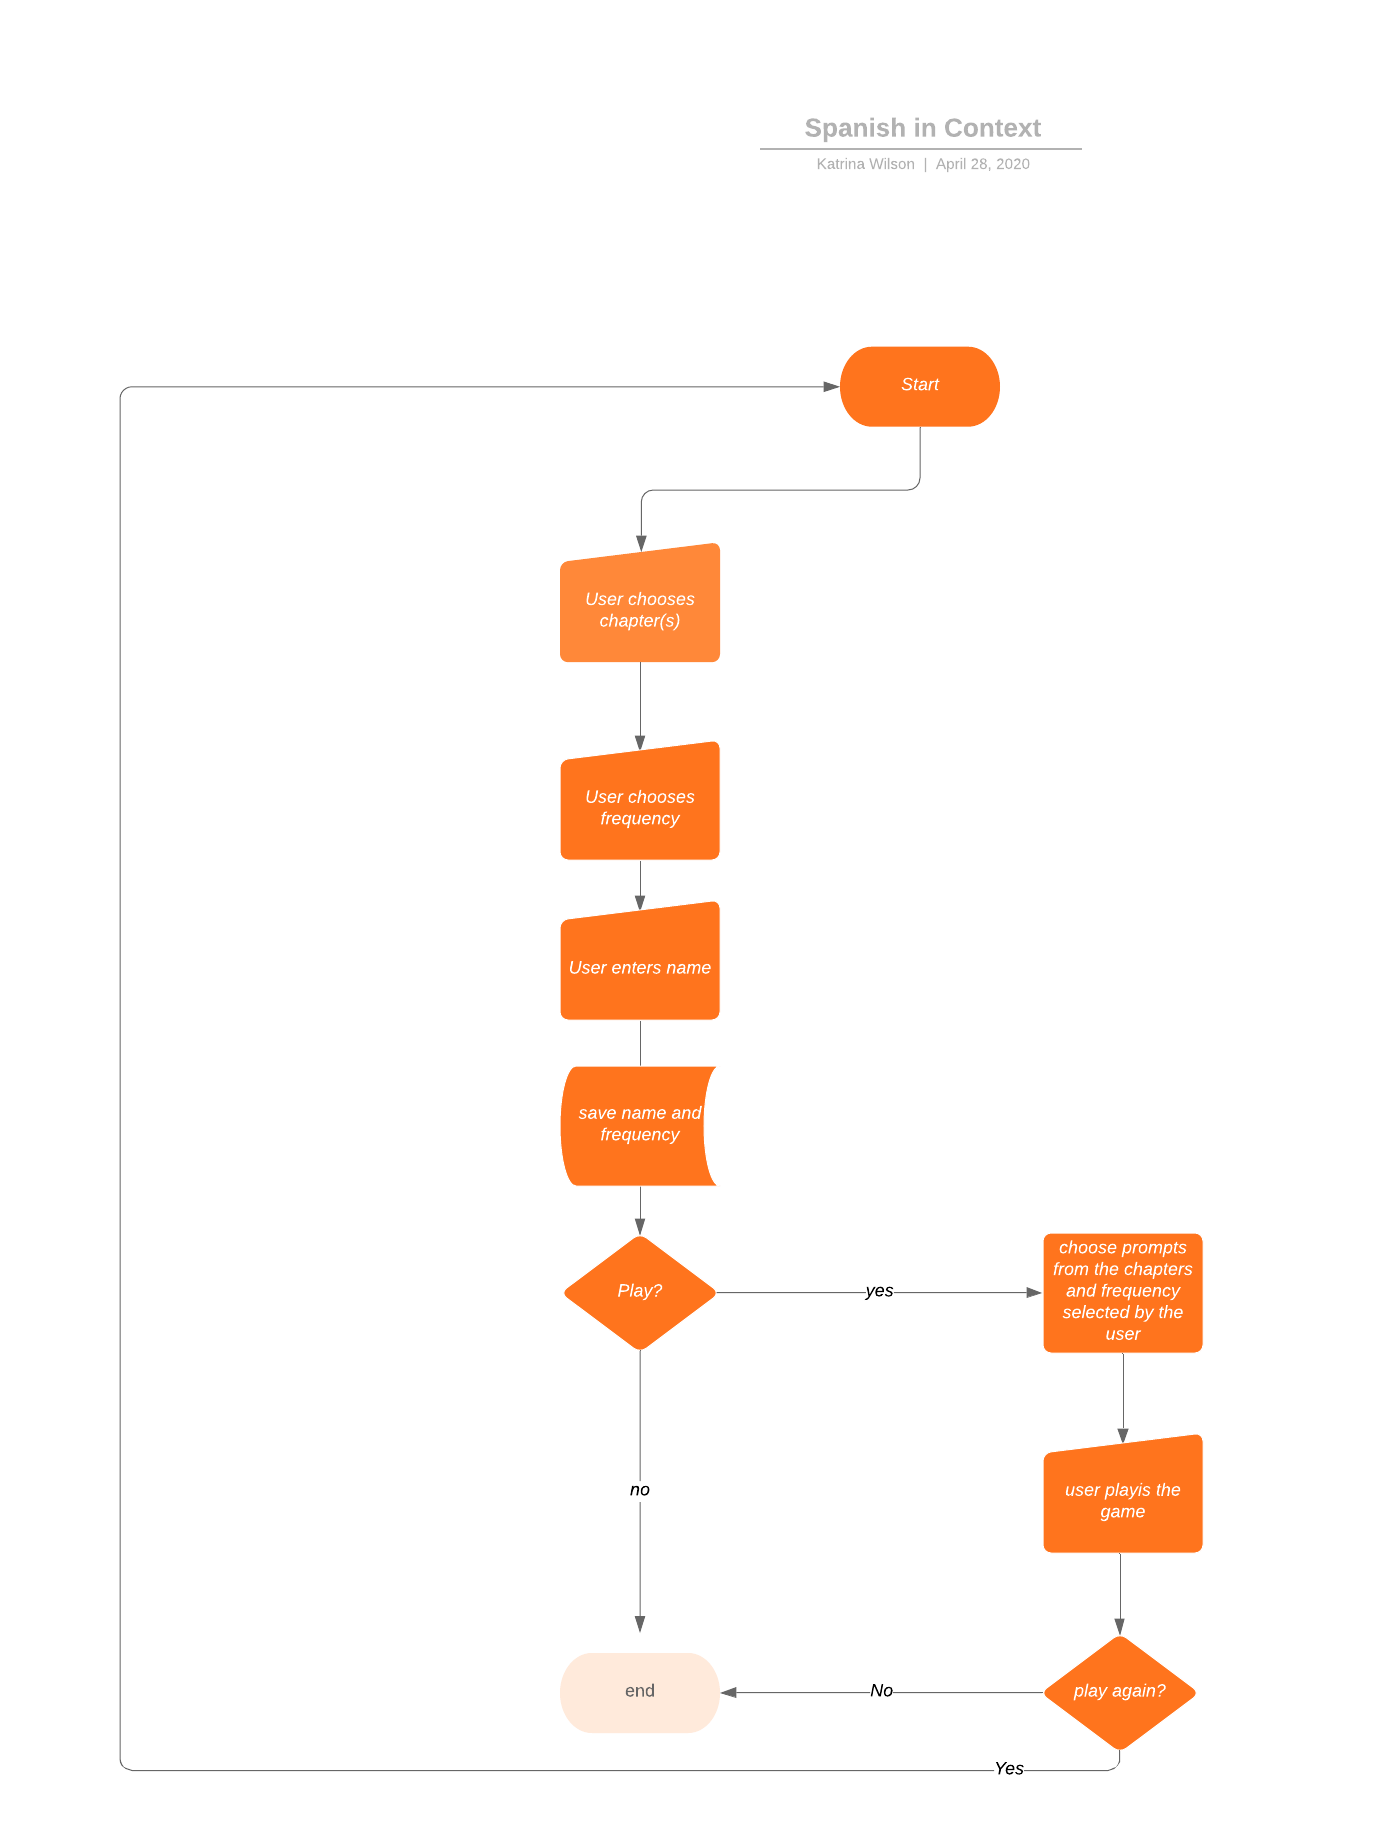 Spanish in Context
Katrina Wilson | April 28, 2020
Start
User chooses
chapter(s)
User chooses
frequency
User enters name
save name and
frequency
Play?
yes
choose prompts
from the chapters
and frequency
selected by the
user
no
user playis the
game
end
No
play again?
Yes